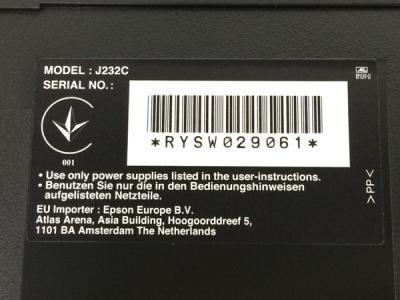 MODEL : J232C
SERIAL NO. :
*RYSW029061*
001
• Use only power supplies listed in the user-instructions.
• Benutzen Sie nur die in den Bedienungshinweisen
aufgelisteten Netzteile.
EU Importer : Epson Europe B.V.
Atlas Arena, Asia Building, Hoogoorddreef 5,
1101 BA Amsterdam The Netherlands
>PP<